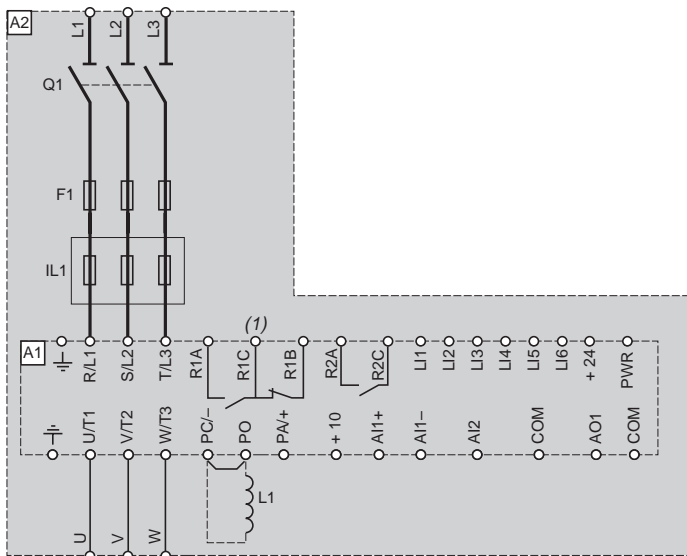 A2
L1 L2 L3
Q1
F1
IL1
(1)
A1
R/L1 S/L2 T/L3 R1A R1C R1B R2A R2C LI1 LI2 LI3 LI4 LI5 LI6 + 24 PWR
U/T1 V/T2 W/T3 PC/– PO PA/+ + 10 AI1+ AI1– AI2 COM AO1 COM
L1
U V W